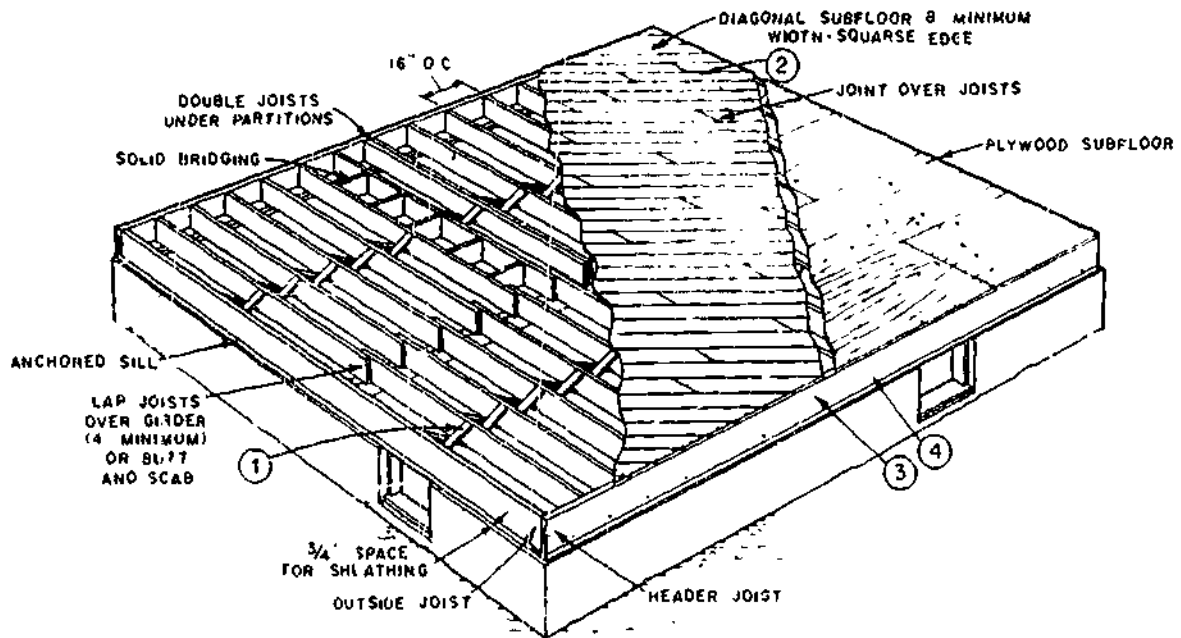 DIAGONAL SUBFLOOR 8 MINIMUM
WIDTH-SQUARSE EDGE
2
16" O C
JOINT OVER JOISTS
DOUBLE JOISTS
UNDER PARTITIONS
SOLID BRIDGING
PLYWOOD SUBFLOOR
ANCHORED SILL
LAP JOISTS
OVER GIRDER
(4 MINIMUM)
OR BUTT
AND SCAB
1
3
4
3/4" SPACE
FOR SHEATHING
OUTSIDE JOIST
HEADER JOIST